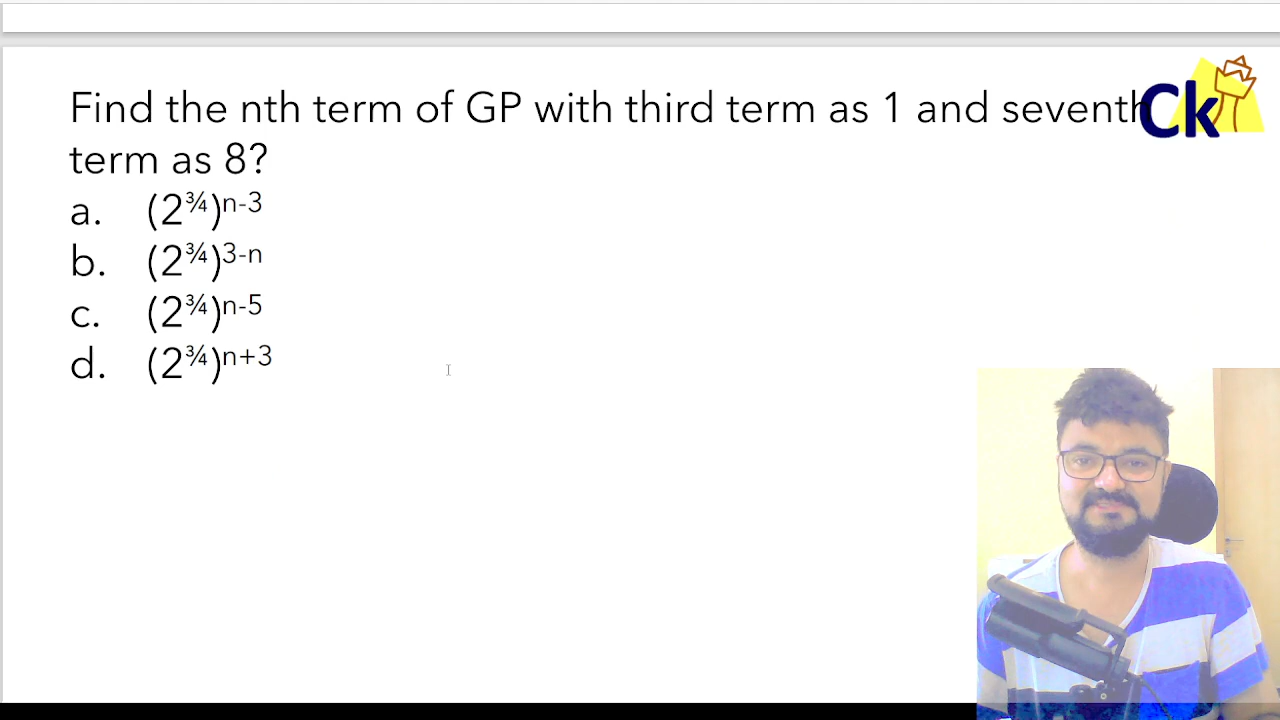 Find the nth term of GP with third term as 1 and seventh
term as 8?
a. (2¾)ⁿ⁻³
b. (2¾)³⁻ⁿ
c. (2¾)ⁿ⁻⁵
d. (2¾)ⁿ⁺³
Ck